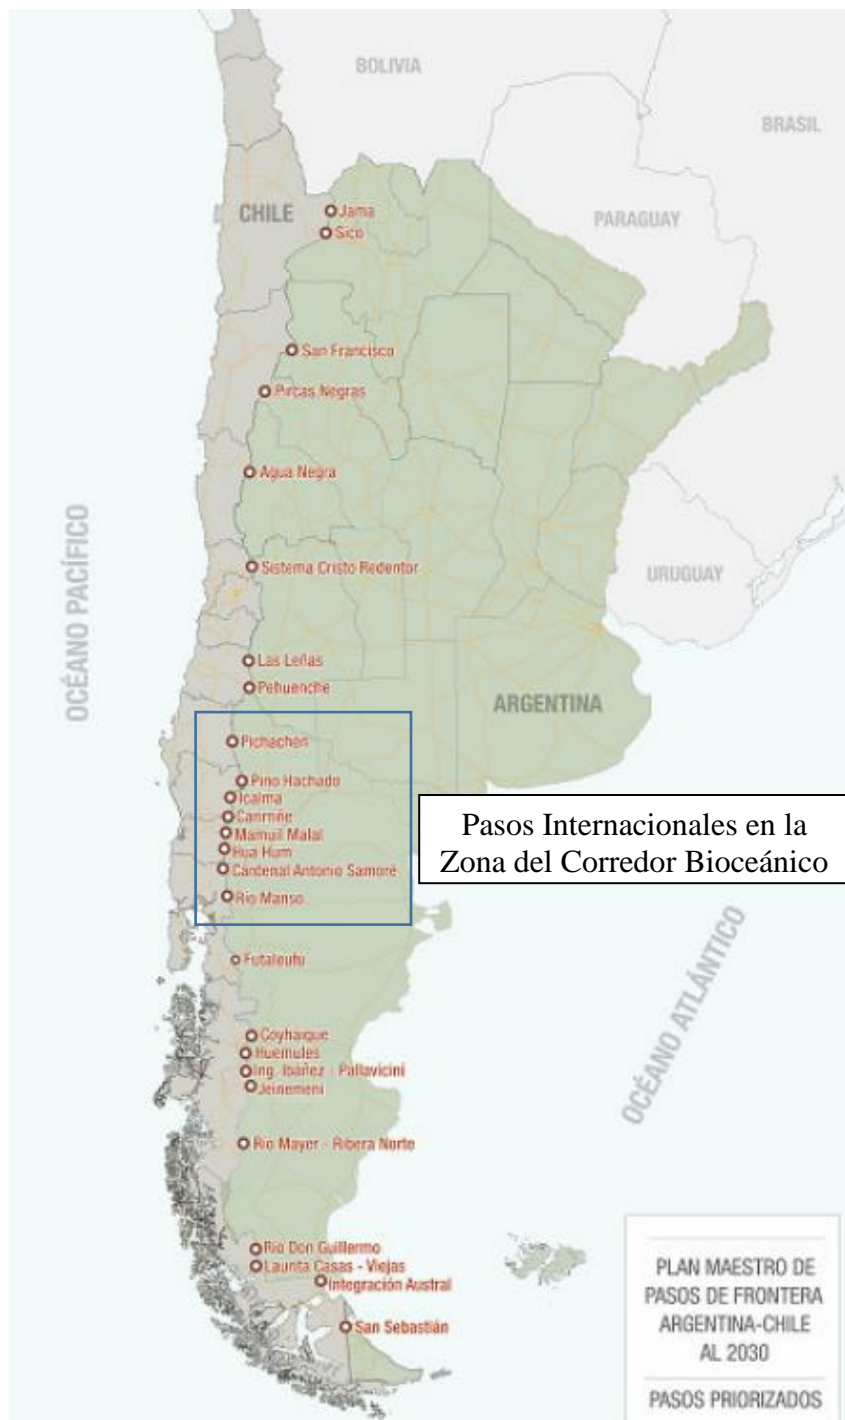 BOLIVIA
BRASIL
CHILE
PARAGUAY
Jama
Sico
San Francisco
Pircas Negras
Agua Negra
OCÉANO PACÍFICO
Sistema Cristo Redentor
URUGUAY
Las Leñas
Pehuenche
ARGENTINA
Pichachén
Pino Hachado
Icalma
Carirriñe
Mamuil Malal
Hua Hum
Cardenal Antonio Samoré
Río Manso
Pasos Internacionales en la
Zona del Corredor Bioceánico
Futaleufú
OCÉANO ATLÁNTICO
Coyhaique
Huemules
Ing. Ibáñez - Pallavicini
Jeinemeni
Río Mayer - Ribera Norte
Río Don Guillermo
Laurita Casas - Viejas
Integración Austral
San Sebastián
PLAN MAESTRO DE
PASOS DE FRONTERA
ARGENTINA-CHILE
AL 2030
PASOS PRIORIZADOS